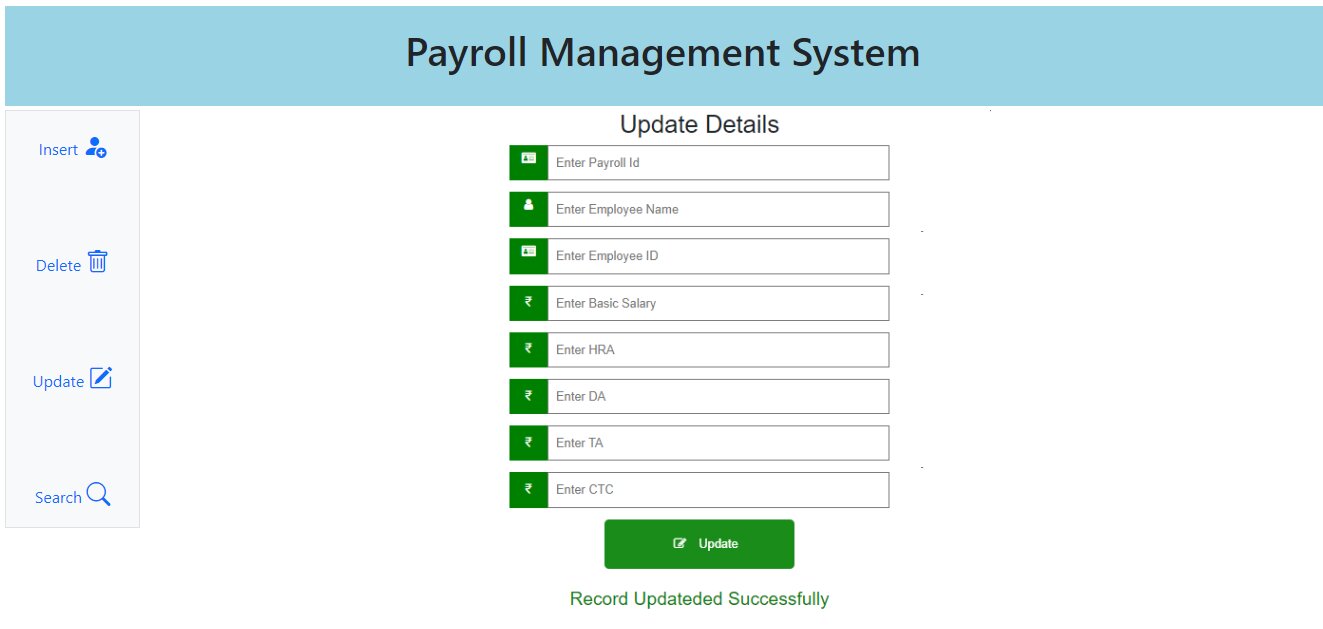 Payroll Management System
Insert
Delete
Update
Search
Update Details
Enter Payroll Id
Enter Employee Name
Enter Employee ID
₹ Enter Basic Salary
₹ Enter HRA
₹ Enter DA
₹ Enter TA
₹ Enter CTC
Update
Record Updateded Successfully